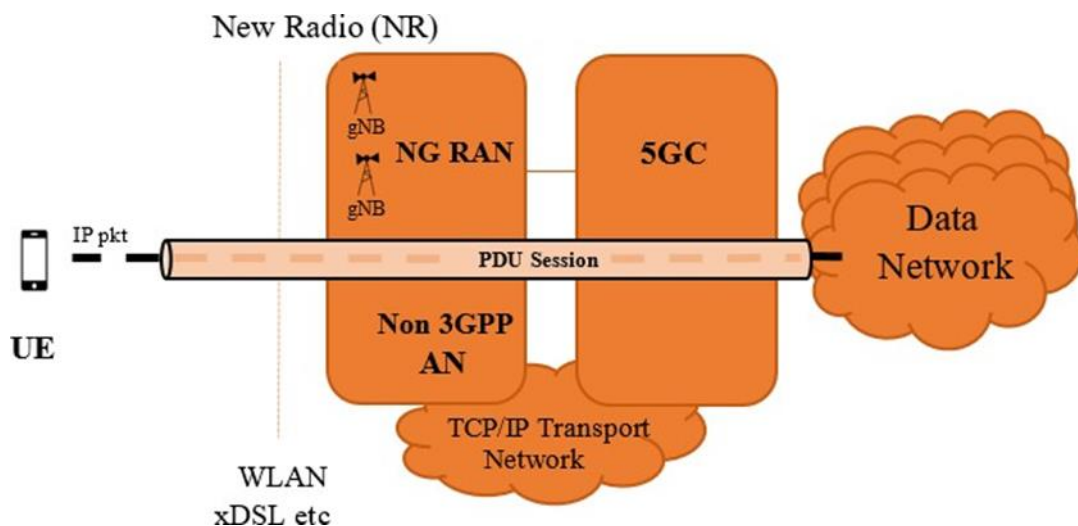 New Radio (NR)
gNB
NG RAN
gNB
5GC
Data
Network
IP pkt
PDU Session
UE
Non 3GPP
AN
TCP/IP Transport
Network
WLAN
xDSL etc